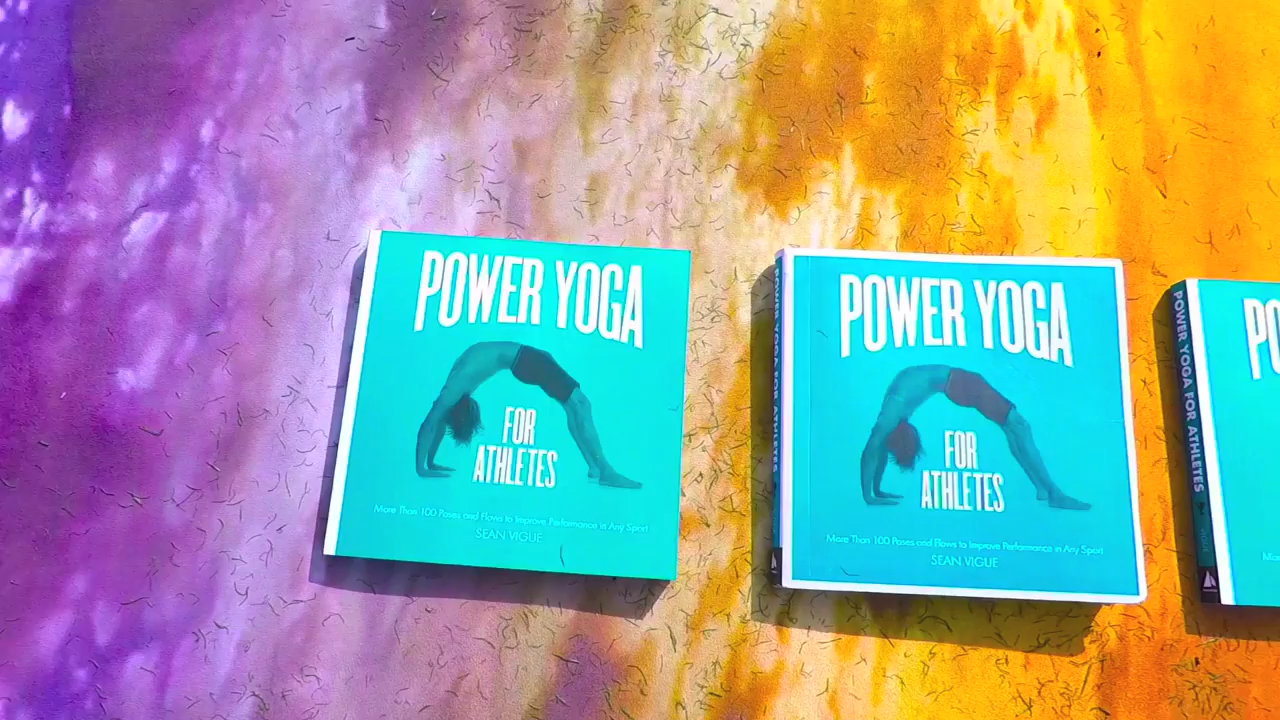 POWER YOGA
FOR
ATHLETES
More Than 100 Poses and Flows to Improve Performance in Any Sport
SEAN VIGUE
POWER YOGA FOR ATHLETES
POWER YOGA
FOR
ATHLETES
More Than 100 Poses and Flows to Improve Performance in Any Sport
SEAN VIGUE
POWER YOGA FOR ATHLETES
PO